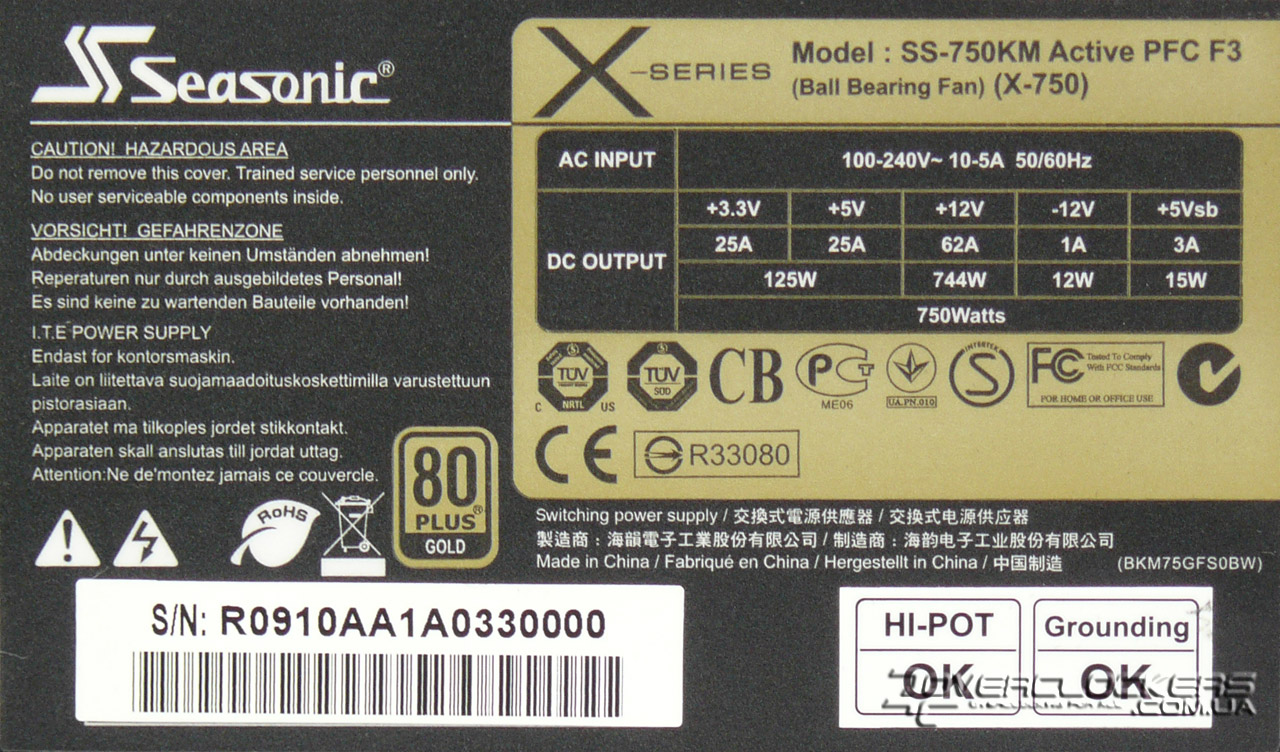 Seasonic®
X-SERIES
Model : SS-750KM Active PFC F3
(Ball Bearing Fan) (X-750)
CAUTION! HAZARDOUS AREA
Do not remove this cover. Trained service personnel only.
No user serviceable components inside.
VORSICHT! GEFAHRENZONE
Abdeckungen unter keinen Umständen abnehmen!
Reperaturen nur durch ausgebildetes Personal!
Es sind keine zu wartenden Bauteile vorhanden!
I.T.E POWER SUPPLY
Endast for kontorsmaskin.
Laite on liitettava suojamaadoituskoskettimilla varustettuun
pistorasiaan.
Apparatet ma tilkoples jordet stikkontakt.
Apparaten skall anslutas till jordat uttag.
Attention:Ne de'montez jamais ce couvercle.
RoHS
80
PLUS®
GOLD
AC INPUT 100-240V~ 10-5A 50/60Hz
DC OUTPUT
+3.3V +5V +12V -12V +5Vsb
25A 25A 62A 1A 3A
125W 744W 12W 15W
750Watts
TÜV
C NRTL US
TÜV
SÜD
CB
PCT
ME06
UA.PN.010
INTERTEK
S
FC Tested To Comply
With FCC Standards
FOR HOME OR OFFICE USE
CE
R33080
Switching power supply / 交換式電源供應器 / 交换式电源供应器
製造商：海韻電子工業股份有限公司 / 制造商：海韵电子工业股份有限公司
Made in China / Fabriqué en China / Hergestellt in China / 中国制造 (BKM75GFS0BW)
S/N: R0910AA1A0330000
HI-POT
OK
Grounding
OK
OVERCLOCKERS
.COM.UA